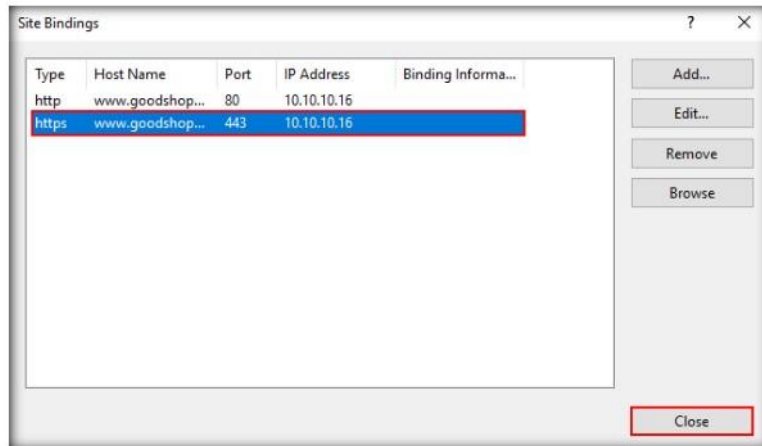 Site Bindings ? ×
Type Host Name Port IP Address Binding Informa...
http www.goodshop... 80 10.10.10.16
https www.goodshop... 443 10.10.10.16
Add...
Edit...
Remove
Browse
Close